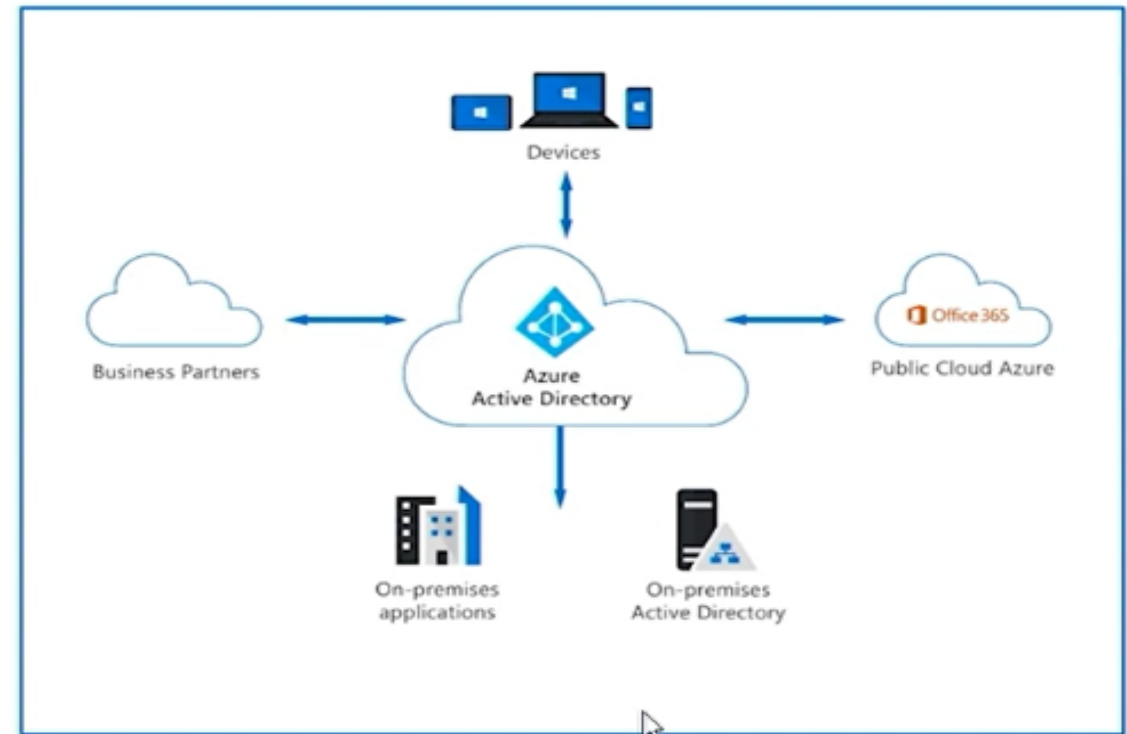 Devices
Business Partners
Azure
Active Directory
Office 365
Public Cloud Azure
On-premises
applications
On-premises
Active Directory